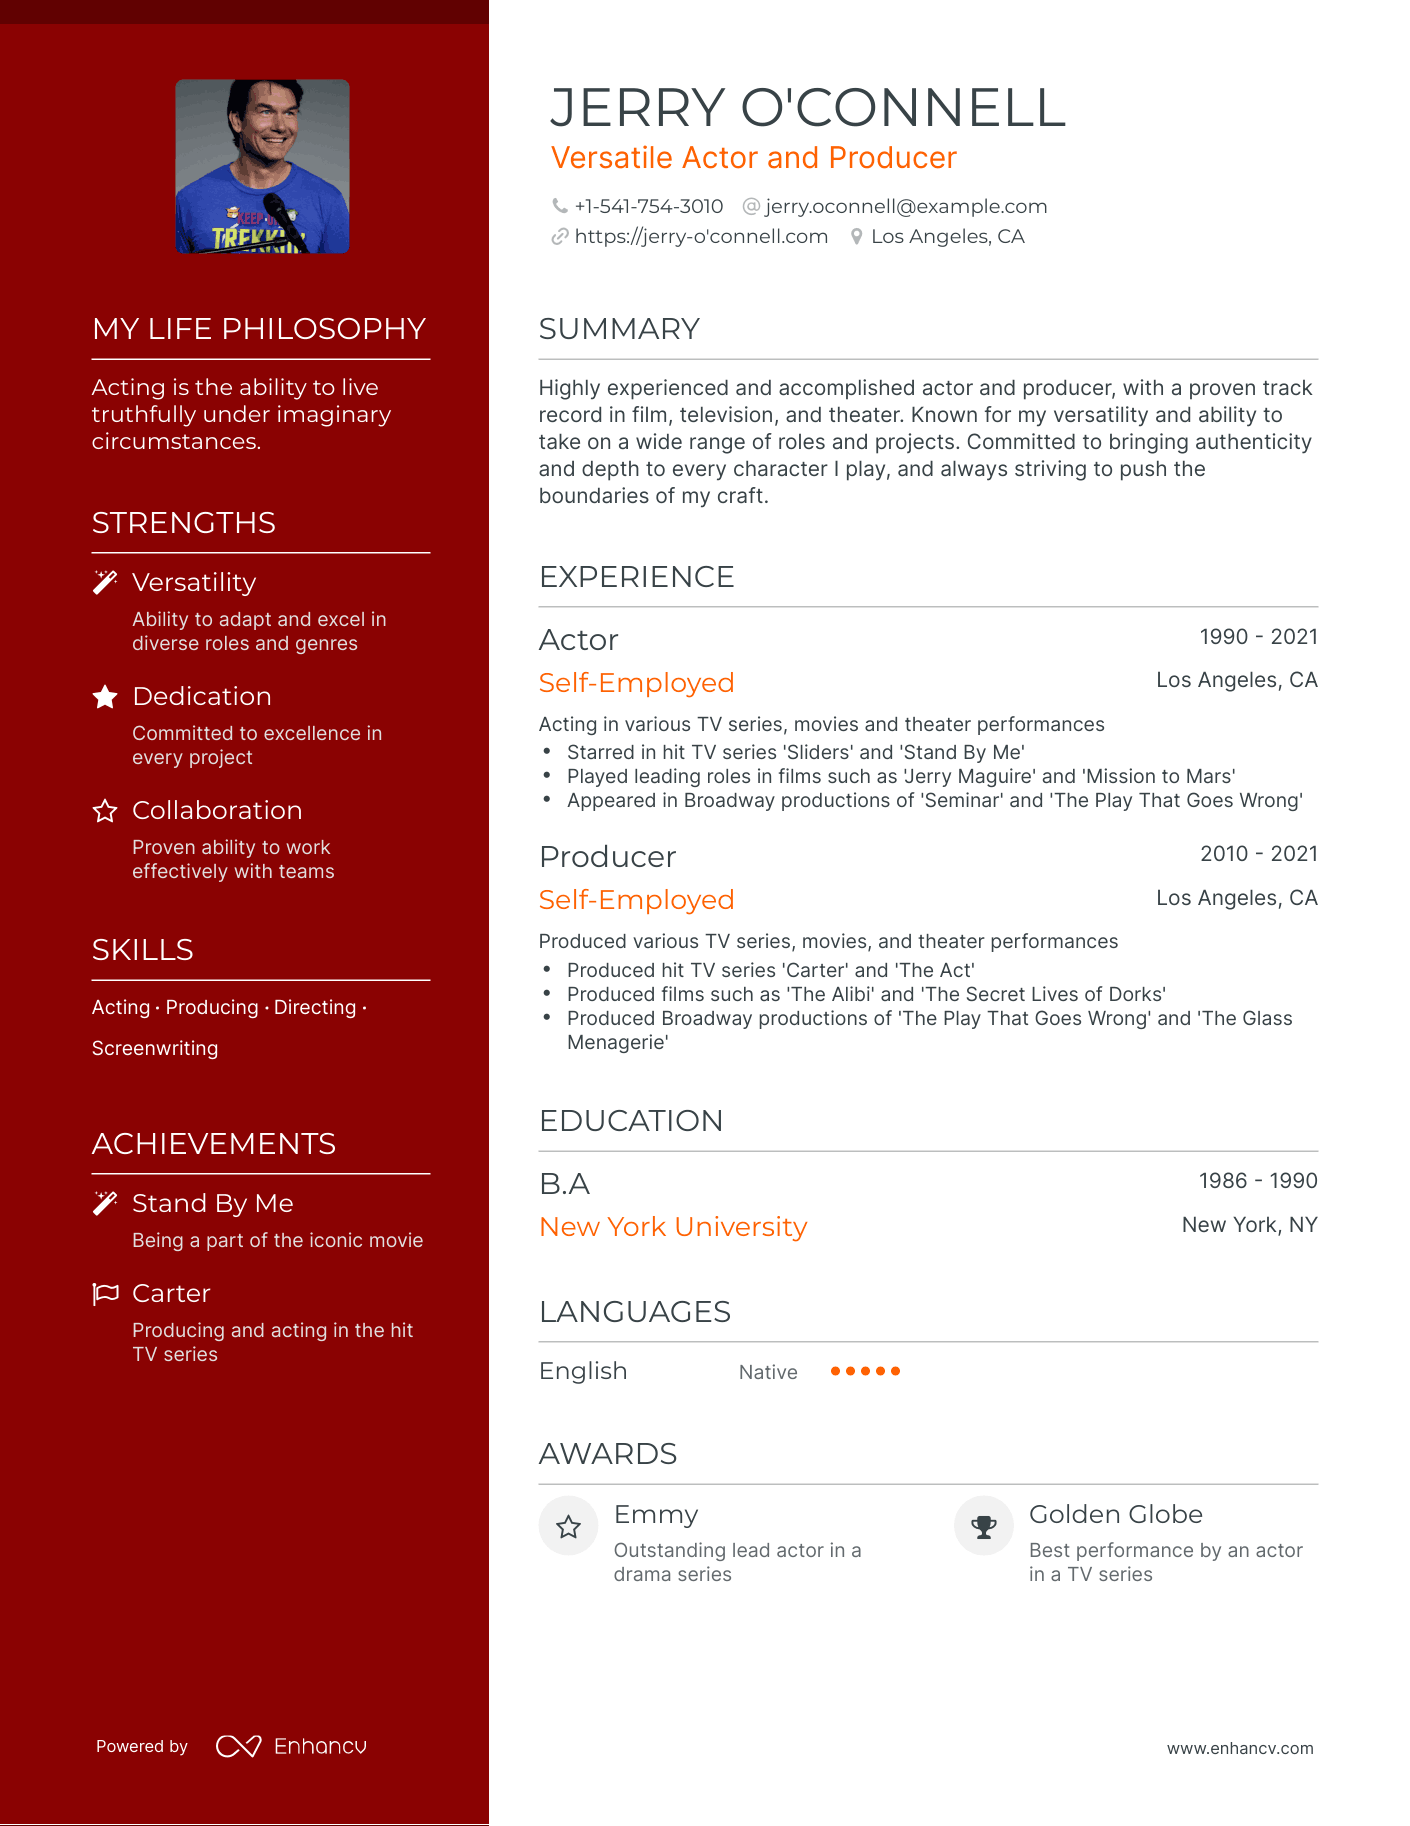 JERRY O'CONNELL
Versatile Actor and Producer
+1-541-754-3010 @ jerry.oconnell@example.com
https://jerry-o'connell.com Los Angeles, CA
KEEP ON
TREKKIN
MY LIFE PHILOSOPHY
Acting is the ability to live
truthfully under imaginary
circumstances.
STRENGTHS
Versatility
Ability to adapt and excel in
diverse roles and genres
Dedication
Committed to excellence in
every project
Collaboration
Proven ability to work
effectively with teams
SKILLS
Acting · Producing · Directing ·
Screenwriting
ACHIEVEMENTS
Stand By Me
Being a part of the iconic movie
Carter
Producing and acting in the hit
TV series
SUMMARY
Highly experienced and accomplished actor and producer, with a proven track
record in film, television, and theater. Known for my versatility and ability to
take on a wide range of roles and projects. Committed to bringing authenticity
and depth to every character I play, and always striving to push the
boundaries of my craft.
EXPERIENCE
Actor 1990 - 2021
Self-Employed Los Angeles, CA
Acting in various TV series, movies and theater performances
• Starred in hit TV series 'Sliders' and 'Stand By Me'
• Played leading roles in films such as 'Jerry Maguire' and 'Mission to Mars'
• Appeared in Broadway productions of 'Seminar' and 'The Play That Goes Wrong'
Producer 2010 - 2021
Self-Employed Los Angeles, CA
Produced various TV series, movies, and theater performances
• Produced hit TV series 'Carter' and 'The Act'
• Produced films such as 'The Alibi' and 'The Secret Lives of Dorks'
• Produced Broadway productions of 'The Play That Goes Wrong' and 'The Glass
Menagerie'
EDUCATION
B.A 1986 - 1990
New York University New York, NY
LANGUAGES
English Native
AWARDS
Emmy
Outstanding lead actor in a
drama series
Golden Globe
Best performance by an actor
in a TV series
Powered by Enhancv
www.enhancv.com